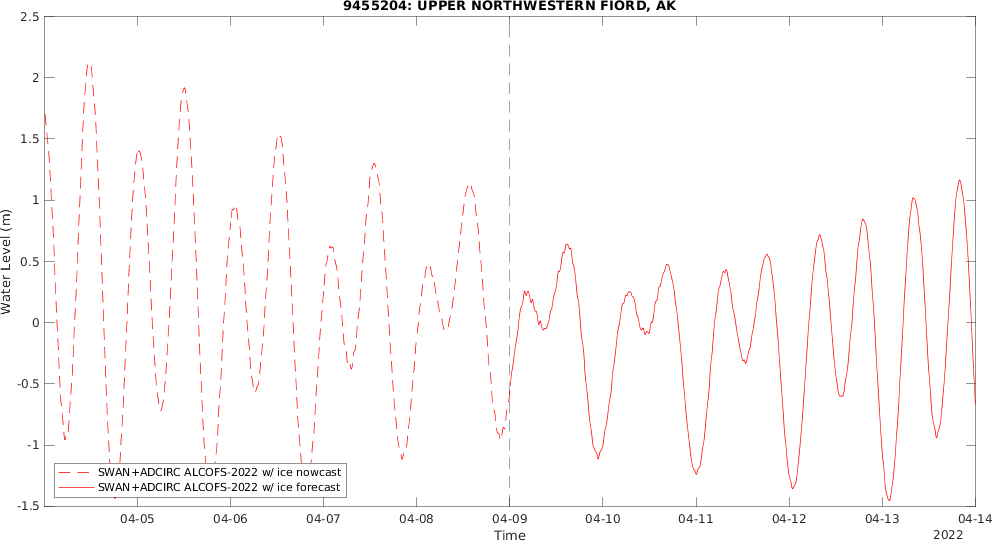 9455204: UPPER NORTHWESTERN FIORD, AK
2.5
2
1.5
1
0.5
0
-0.5
-1
-1.5
Water Level (m)
SWAN+ADCIRC ALCOFS-2022 w/ ice nowcast
SWAN+ADCIRC ALCOFS-2022 w/ ice forecast
04-05 04-06 04-07 04-08 04-09 04-10 04-11 04-12 04-13 04-14
Time
2022